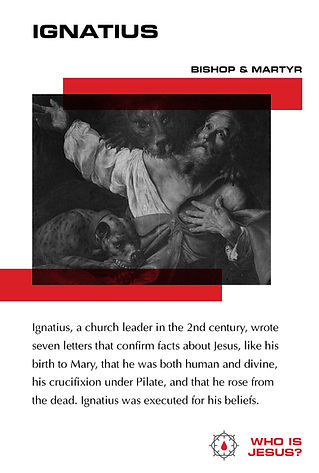 IGNATIUS
BISHOP & MARTYR
Ignatius, a church leader in the 2nd century, wrote
seven letters that confirm facts about Jesus, like his
birth to Mary, that he was both human and divine,
his crucifixion under Pilate, and that he rose from
the dead. Ignatius was executed for his beliefs.
WHO IS
JESUS?